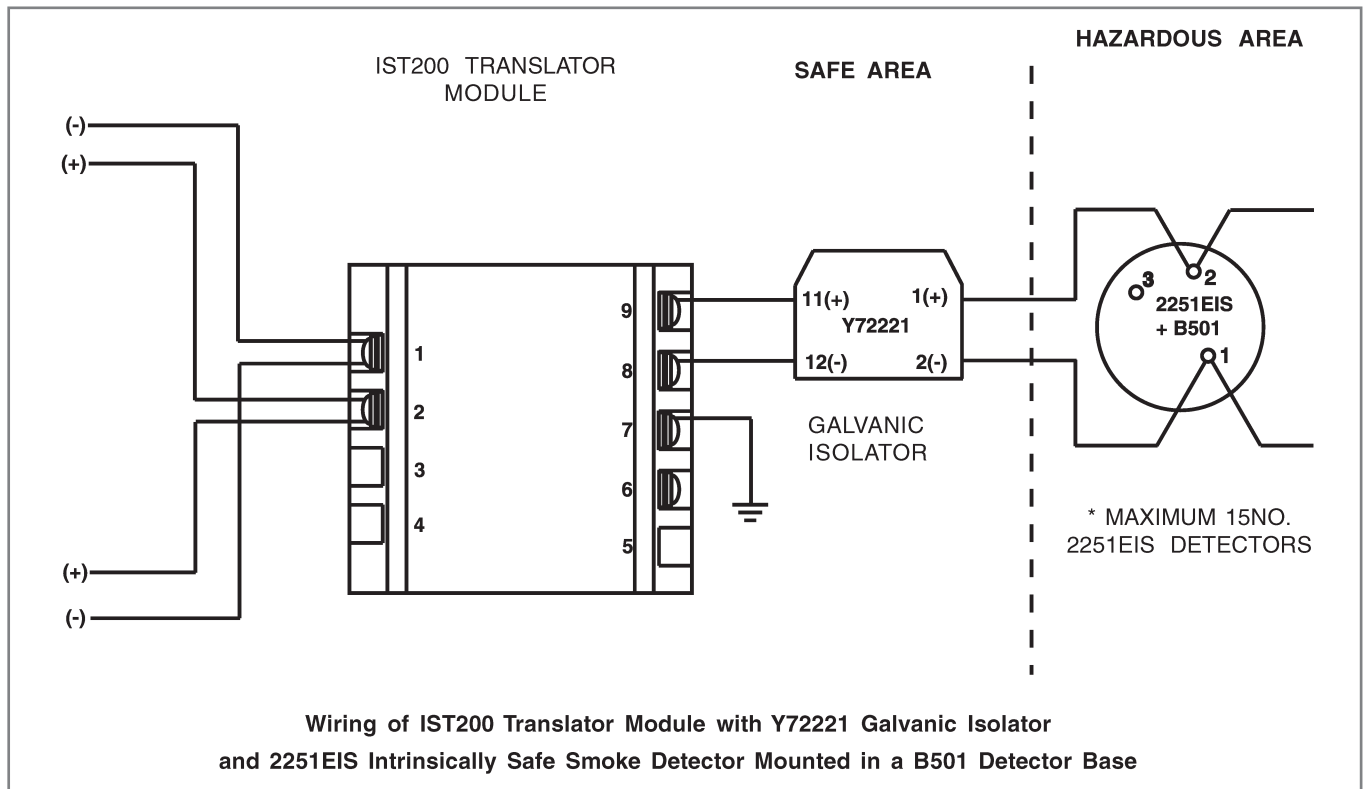 HAZARDOUS AREA
IST200 TRANSLATOR
MODULE
SAFE AREA
(-)
(+)
1
2
3
4
(+)
(-)
9
8
7
6
5
11(+)
1(+)
Y72221
12(-)
2(-)
GALVANIC
ISOLATOR
3
2
2251EIS
+ B501
1
* MAXIMUM 15NO.
2251EIS DETECTORS
Wiring of IST200 Translator Module with Y72221 Galvanic Isolator
and 2251EIS Intrinsically Safe Smoke Detector Mounted in a B501 Detector Base